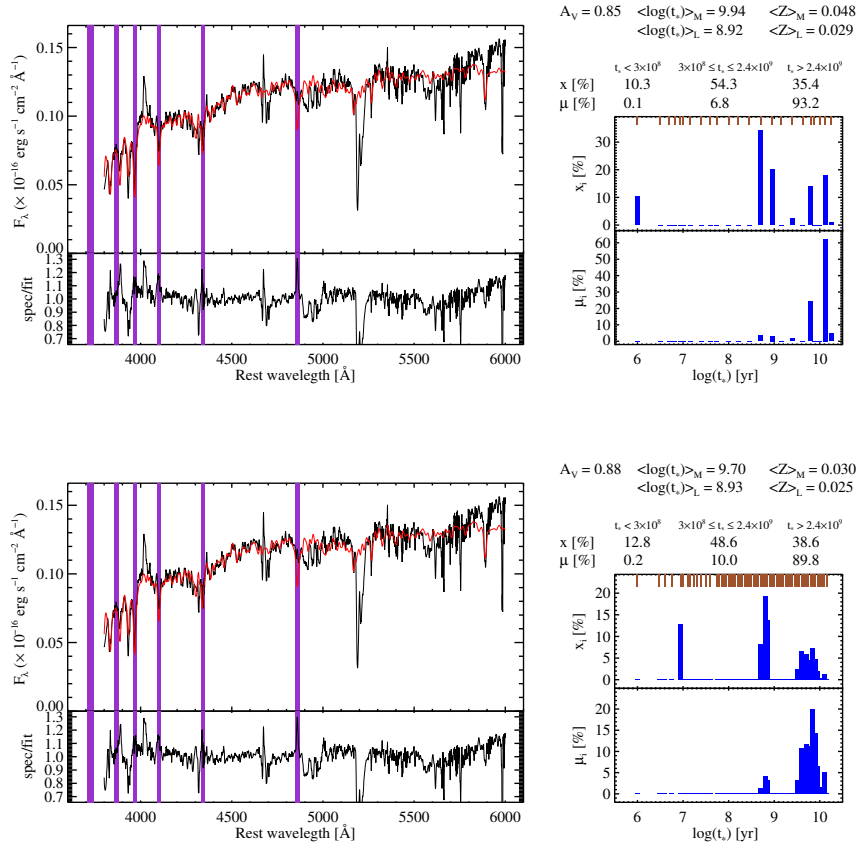 A_V = 0.85 <log(t_*)>_M = 9.94 <Z>_M = 0.048
<log(t_*)>_L = 8.92 <Z>_L = 0.029
t_* < 3×10^8 3×10^8 ≤ t_* ≤ 2.4×10^9 t_* > 2.4×10^9
x [%] 10.3 54.3 35.4
μ [%] 0.1 6.8 93.2
F_λ (× 10^-16 erg s^-1 cm^-2 Å^-1)
0.15
0.10
0.05
0.00
spec/fit
1.3
1.2
1.1
1.0
0.9
0.8
0.7
4000 4500 5000 5500 6000
Rest wavelegth [Å]
x_i [%]
30
20
10
0
μ_i [%]
60
50
40
30
20
10
0
6 7 8 9 10
log(t_*) [yr]
A_V = 0.88 <log(t_*)>_M = 9.70 <Z>_M = 0.030
<log(t_*)>_L = 8.93 <Z>_L = 0.025
t_* < 3×10^8 3×10^8 ≤ t_* ≤ 2.4×10^9 t_* > 2.4×10^9
x [%] 12.8 48.6 38.6
μ [%] 0.2 10.0 89.8
F_λ (× 10^-16 erg s^-1 cm^-2 Å^-1)
0.15
0.10
0.05
0.00
spec/fit
1.3
1.2
1.1
1.0
0.9
0.8
0.7
4000 4500 5000 5500 6000
Rest wavelegth [Å]
x_i [%]
20
15
10
5
0
μ_i [%]
20
15
10
5
0
6 7 8 9 10
log(t_*) [yr]